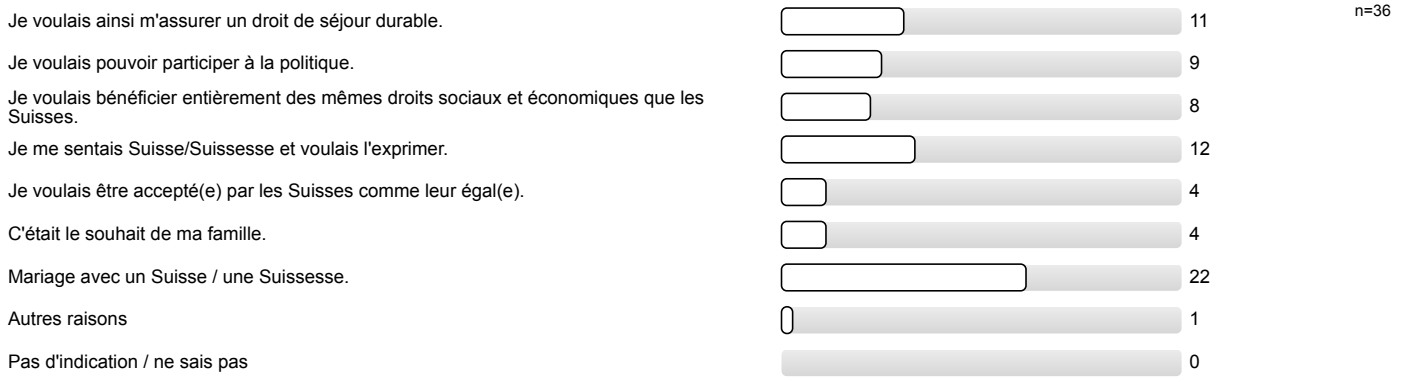 n=36
Je voulais ainsi m'assurer un droit de séjour durable. 11
Je voulais pouvoir participer à la politique. 9
Je voulais bénéficier entièrement des mêmes droits sociaux et économiques que les
Suisses. 8
Je me sentais Suisse/Suissesse et voulais l'exprimer. 12
Je voulais être accepté(e) par les Suisses comme leur égal(e). 4
C'était le souhait de ma famille. 4
Mariage avec un Suisse / une Suissesse. 22
Autres raisons 1
Pas d'indication / ne sais pas 0